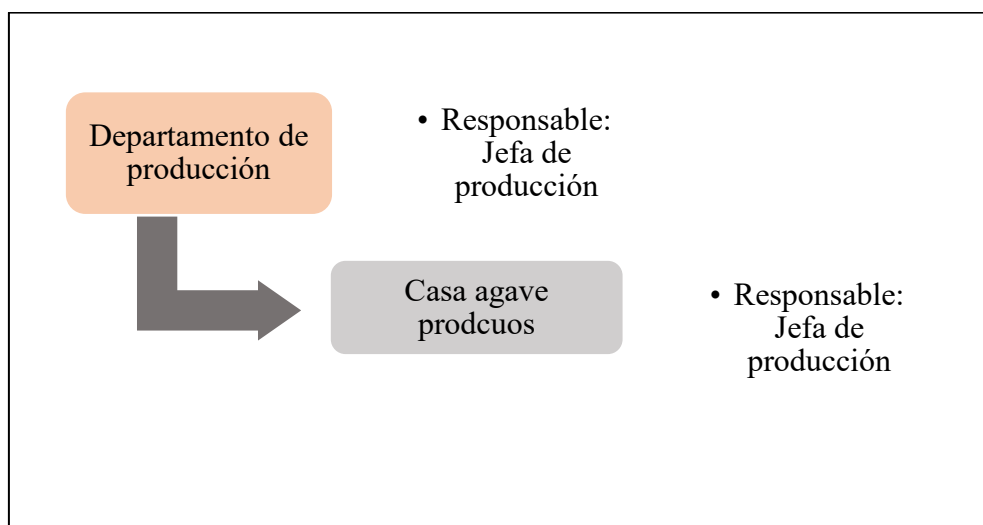 Departamento de
producción
• Responsable:
Jefa de
producción
Casa agave
prodcuos
• Responsable:
Jefa de
producción